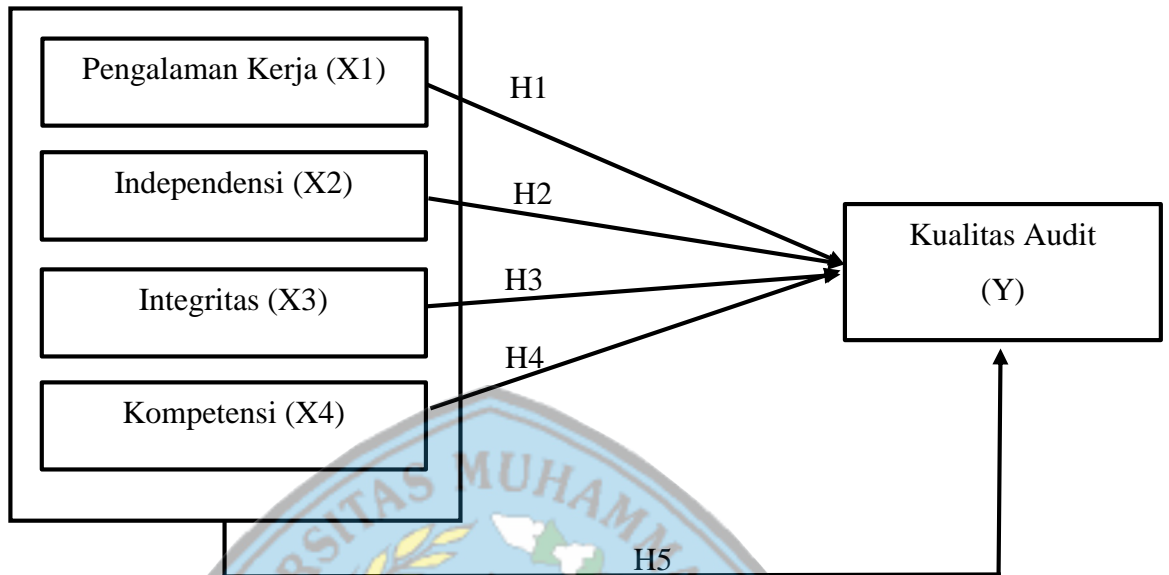 Pengalaman Kerja (X1)
H1
Independensi (X2)
H2
Kualitas Audit
(Y)
Integritas (X3)
H3
Kompetensi (X4)
H4
H5